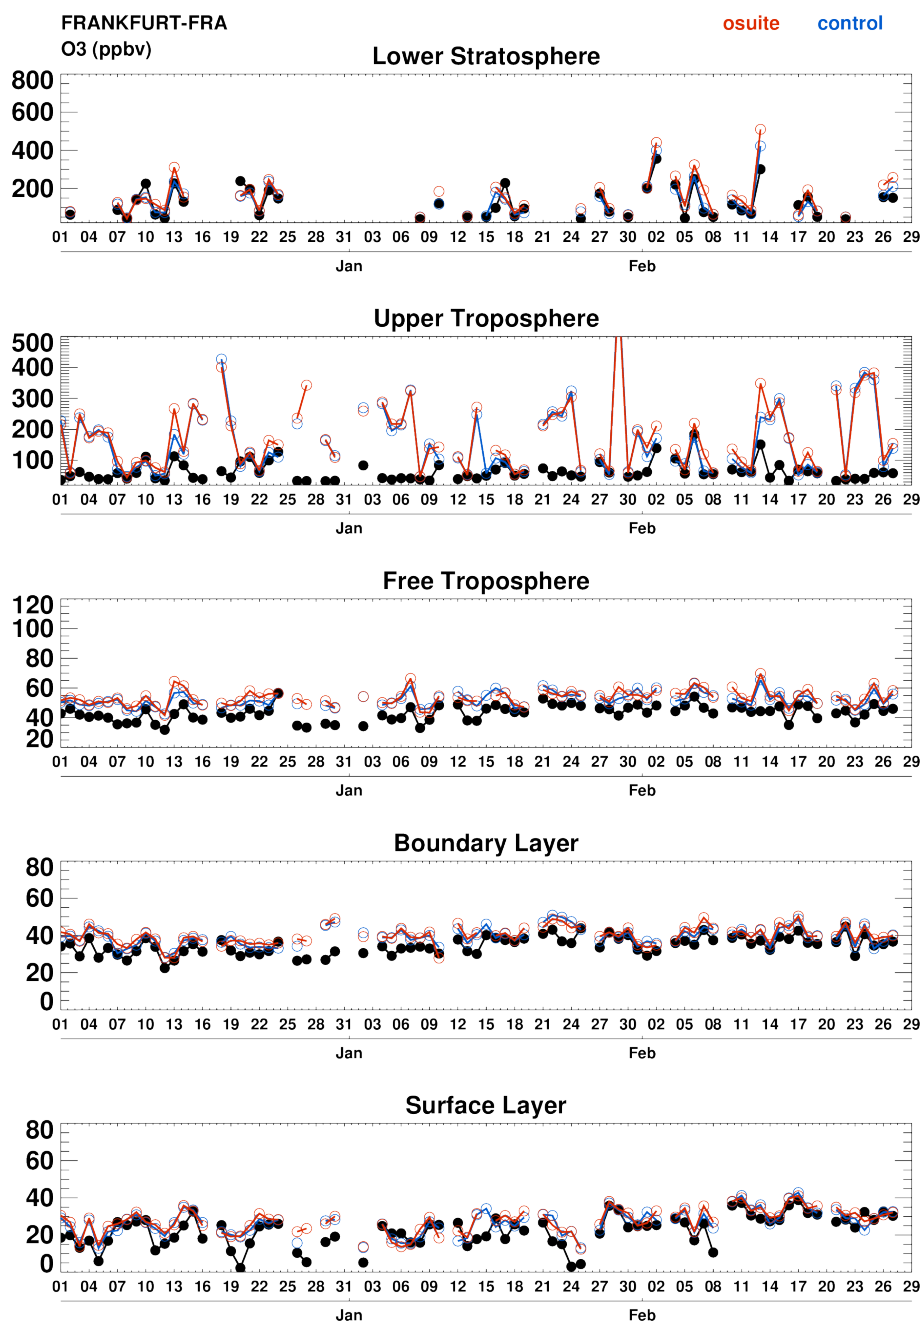 FRANKFURT-FRA
osuite control
O3 (ppbv)
Lower Stratosphere
800
600
400
200
01 04 07 10 13 16 19 22 25 28 31 03 06 09 12 15 18 21 24 27 30 02 05 08 11 14 17 20 23 26 29
Jan Feb
Upper Troposphere
500
400
300
200
100
01 04 07 10 13 16 19 22 25 28 31 03 06 09 12 15 18 21 24 27 30 02 05 08 11 14 17 20 23 26 29
Jan Feb
Free Troposphere
120
100
80
60
40
20
01 04 07 10 13 16 19 22 25 28 31 03 06 09 12 15 18 21 24 27 30 02 05 08 11 14 17 20 23 26 29
Jan Feb
Boundary Layer
80
60
40
20
0
01 04 07 10 13 16 19 22 25 28 31 03 06 09 12 15 18 21 24 27 30 02 05 08 11 14 17 20 23 26 29
Jan Feb
Surface Layer
80
60
40
20
0
01 04 07 10 13 16 19 22 25 28 31 03 06 09 12 15 18 21 24 27 30 02 05 08 11 14 17 20 23 26 29
Jan Feb